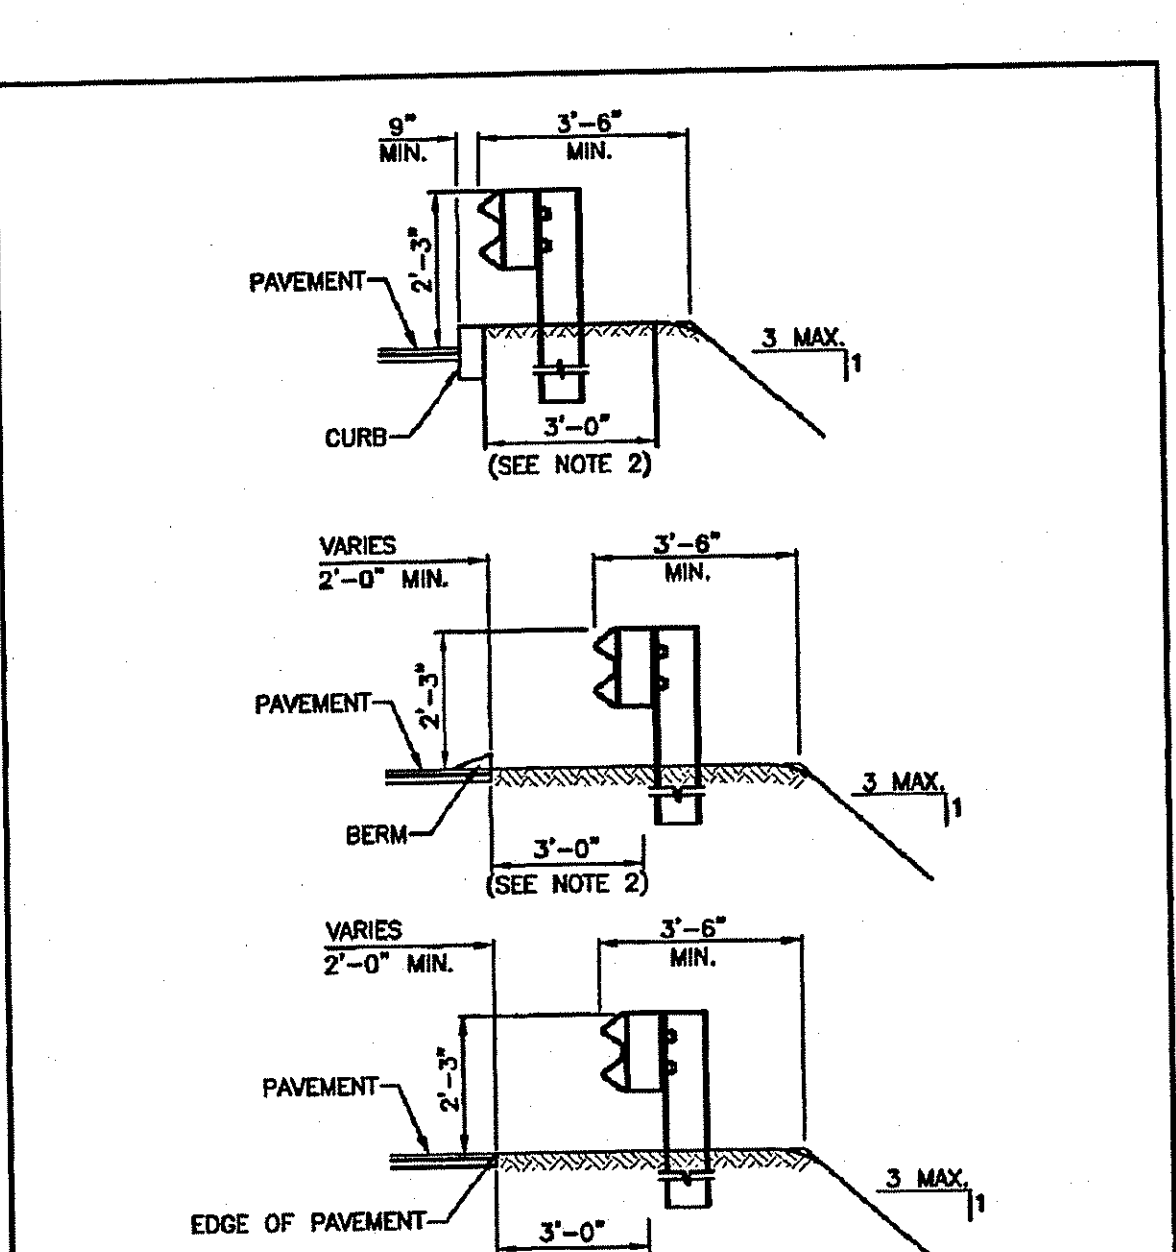 9" 3'-6"
MIN. MIN.
2'-3"
PAVEMENT
3 MAX.
1
CURB
3'-0"
(SEE NOTE 2)
VARIES
2'-0" MIN.
3'-6"
MIN.
2'-3"
PAVEMENT
3 MAX.
1
BERM
3'-0"
(SEE NOTE 2)
VARIES
2'-0" MIN.
3'-6"
MIN.
2'-3"
PAVEMENT
3 MAX.
1
EDGE OF PAVEMENT
3'-0"